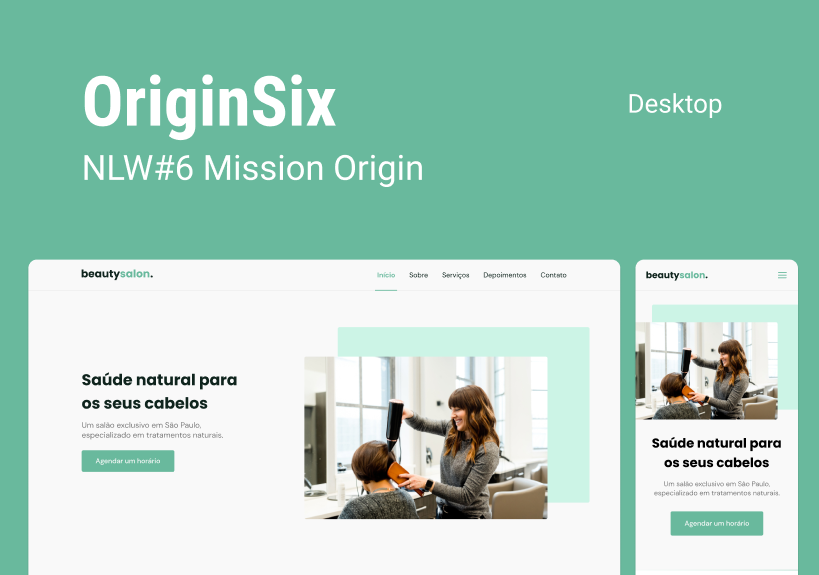 OriginSix
NLW#6 Mission Origin
Desktop
beautysalon.
Início
Sobre
Serviços
Depoimentos
Contato
Saúde natural para
os seus cabelos
Um salão exclusivo em São Paulo,
especializado em tratamentos naturais.
Agendar um horário
beautysalon.
Saúde natural para
os seus cabelos
Um salão exclusivo em São Paulo,
especializado em tratamentos naturais.
Agendar um horário